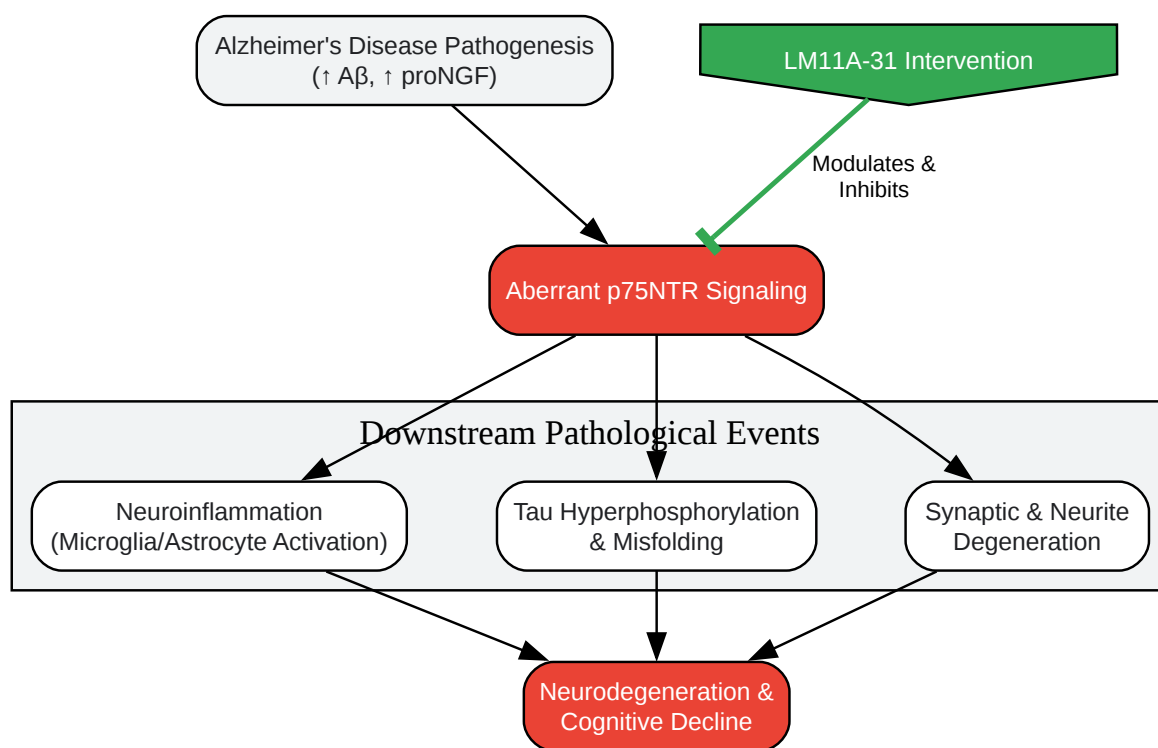 Alzheimer's Disease Pathogenesis
(↑ Aβ, ↑ proNGF)
LM11A-31 Intervention
Modulates &
Inhibits
Aberrant p75NTR Signaling
Downstream Pathological Events
Neuroinflammation
(Microglia/Astrocyte Activation)
Tau Hyperphosphorylation
& Misfolding
Synaptic & Neurite
Degeneration
Neurodegeneration &
Cognitive Decline